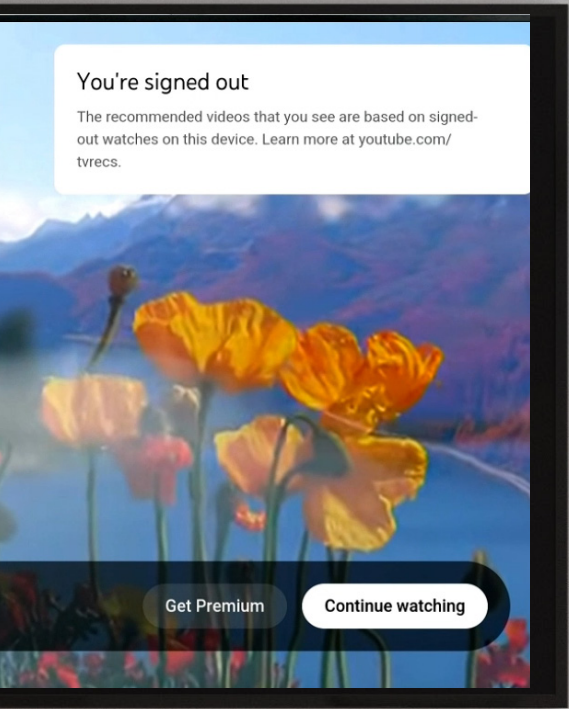 You're signed out
The recommended videos that you see are based on signed-
out watches on this device. Learn more at youtube.com/
tvrecs.
Get Premium
Continue watching